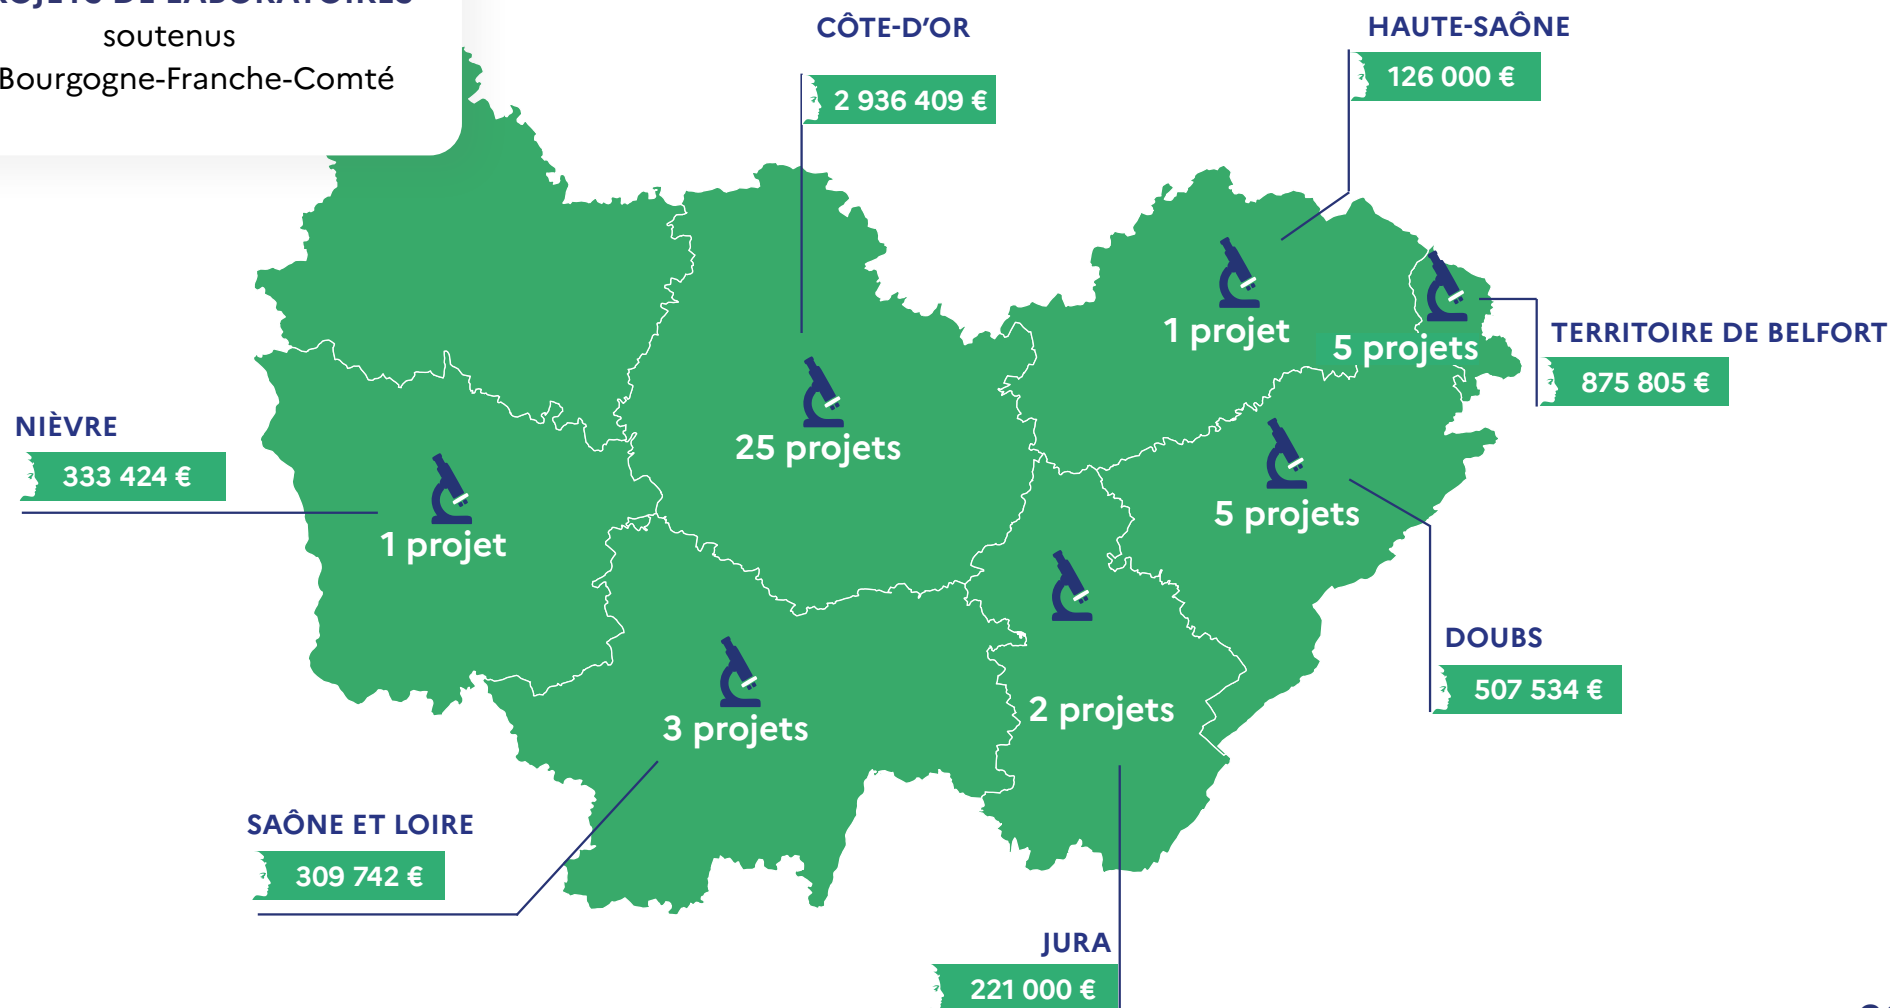 soutenus
Bourgogne-Franche-Comté
CÔTE-D’OR
2 936 409 €
HAUTE-SAÔNE
126 000 €
1 projet
5 projets
TERRITOIRE DE BELFORT
875 805 €
NIÈVRE
333 424 €
1 projet
25 projets
5 projets
DOUBS
507 534 €
3 projets
2 projets
SAÔNE ET LOIRE
309 742 €
JURA
221 000 €